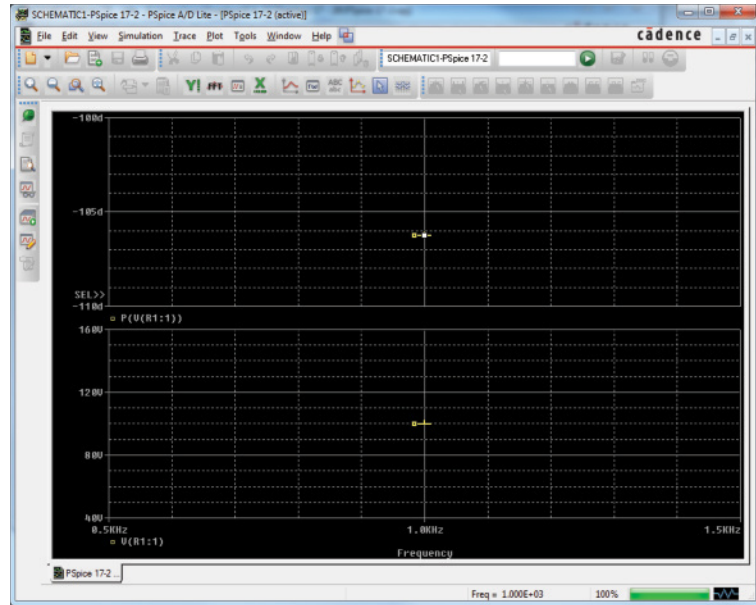 SCHEMATIC1-PSpice 17-2 - PSpice A/D Lite - [PSpice 17-2 (active)]
File Edit View Simulation Trace Plot Tools Window Help
cādence
SCHEMATIC1-PSpice 17-2
-100d
-105d
SEL>>
-110d
P(V(R1:1))
160V
120V
80V
40V
0.5KHz 1.0KHz 1.5KHz
V(R1:1)
Frequency
PSpice 17-2 ...
Freq = 1.000E+03 100%